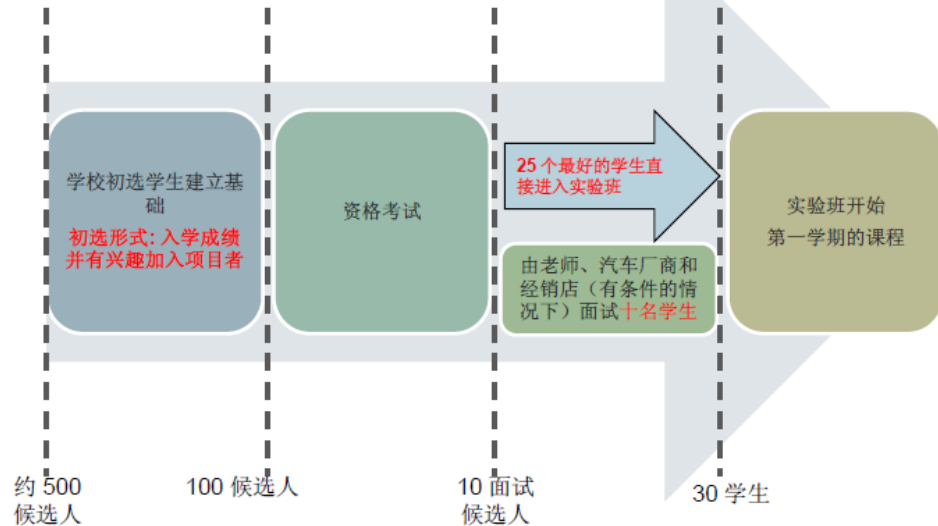 学校初选学生建立基
础
初选形式: 入学成绩
并有兴趣加入项目者
资格考试
25 个最好的学生直
接进入实验班
由老师、汽车厂商和
经销店（有条件的情
况下）面试十名学生
实验班开始
第一学期的课程
约 500
候选人
100 候选人
10 面试
候选人
30 学生